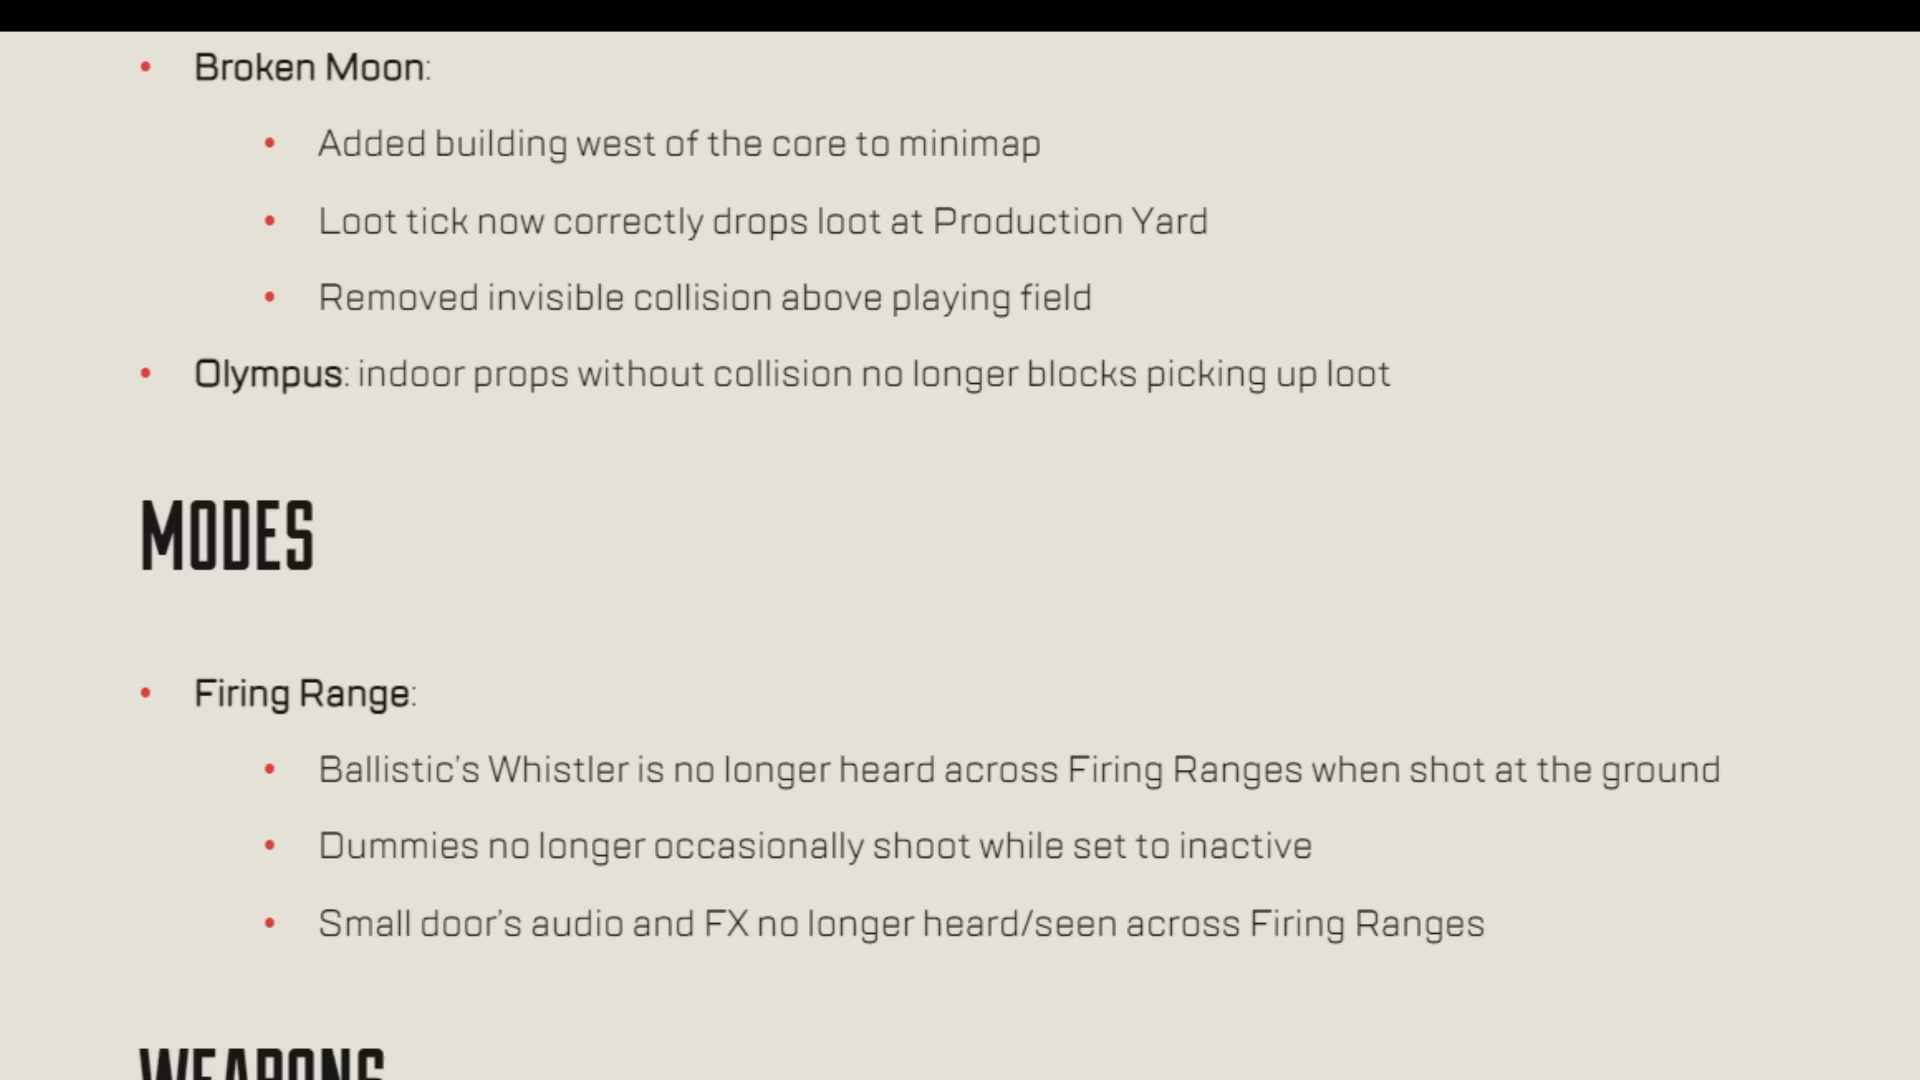 Broken Moon:
Added building west of the core to minimap
Loot tick now correctly drops loot at Production Yard
Removed invisible collision above playing field
Olympus: indoor props without collision no longer blocks picking up loot
MODES
Firing Range:
Ballistic’s Whistler is no longer heard across Firing Ranges when shot at the ground
Dummies no longer occasionally shoot while set to inactive
Small door’s audio and FX no longer heard/seen across Firing Ranges
WEAPONS